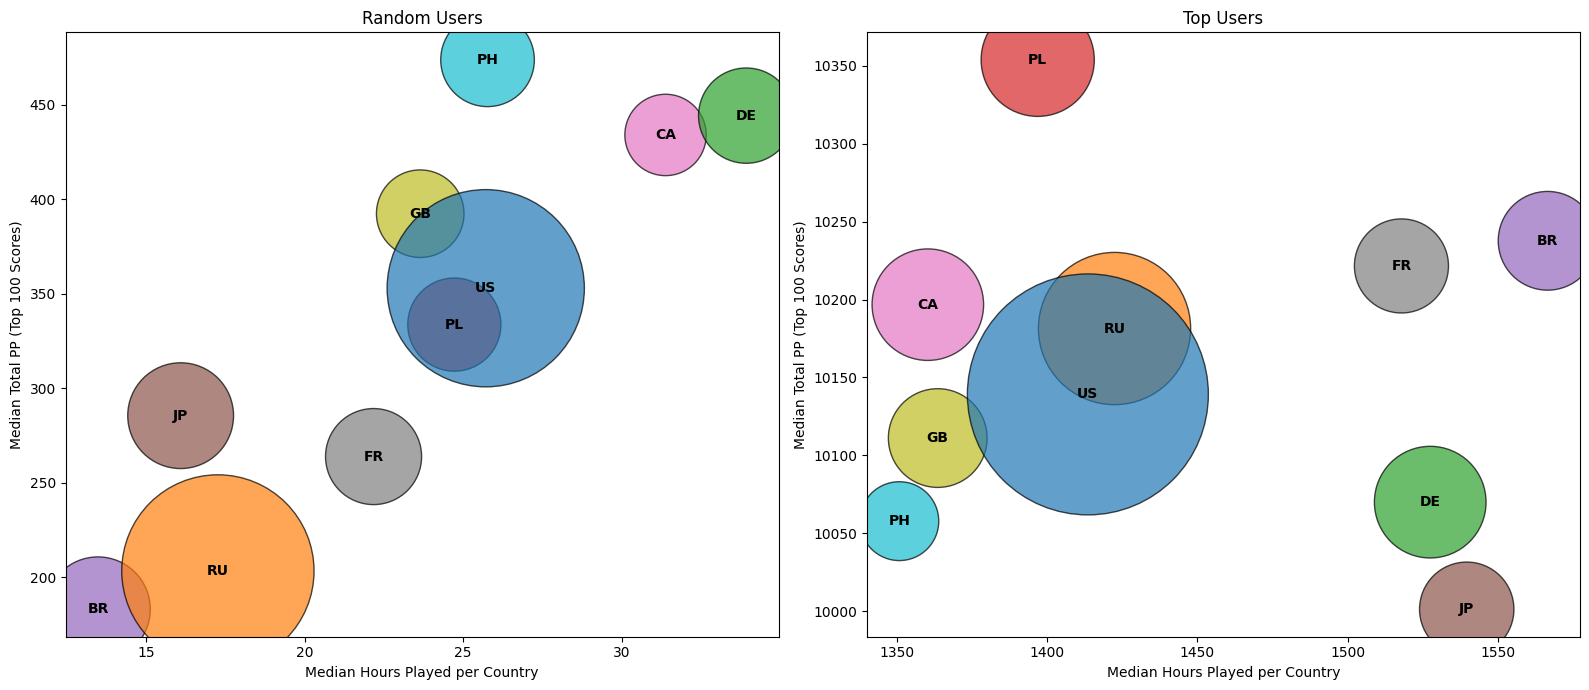 Random Users
Median Total PP (Top 100 Scores)
450
400
350
300
250
200
PH
CA
DE
GB
US
PL
JP
FR
RU
BR
15
20
25
30
Median Hours Played per Country
Top Users
Median Total PP (Top 100 Scores)
10350
10300
10250
10200
10150
10100
10050
10000
PL
BR
FR
CA
RU
US
GB
PH
DE
JP
1350
1400
1450
1500
1550
Median Hours Played per Country